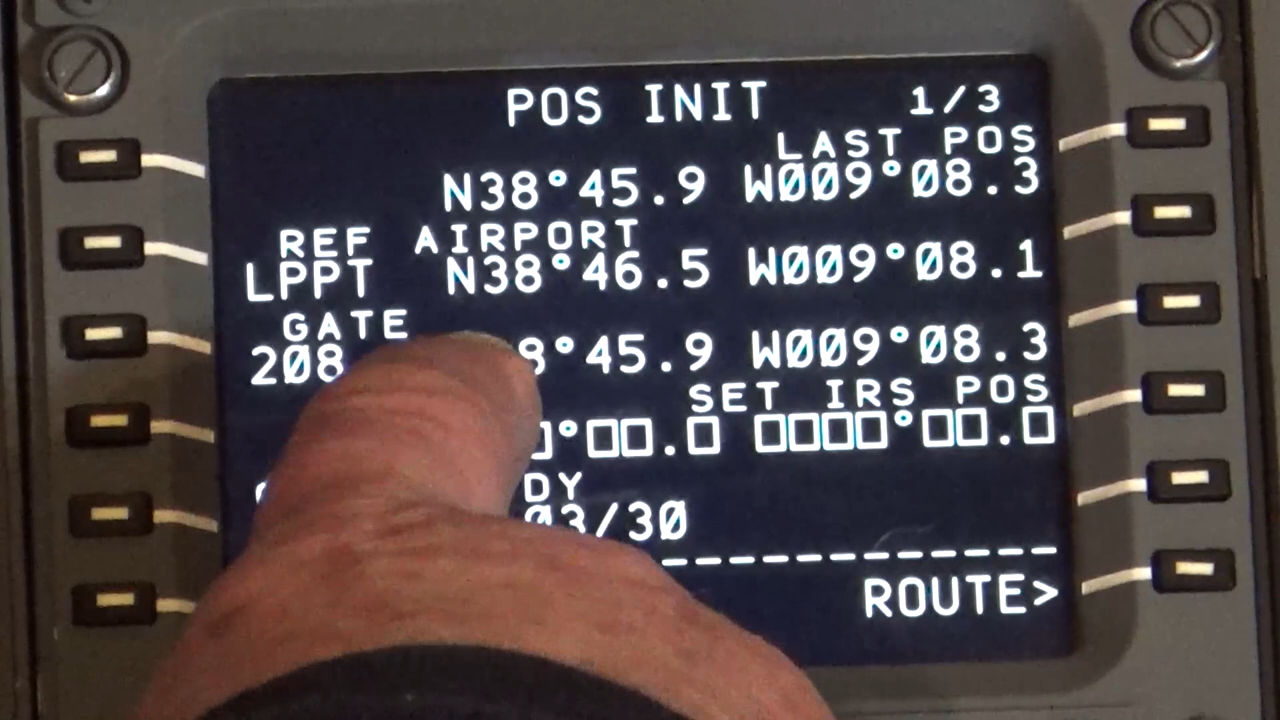 POS INIT 1/3
LAST POS
N38°45.9 W009°08.3
REF AIRPORT
LPPT N38°46.5 W009°08.1
GATE
208 8°45.9 W009°08.3
SET IRS POS
□°□□.□ □□□□°□□.□
DY
03/30
ROUTE>